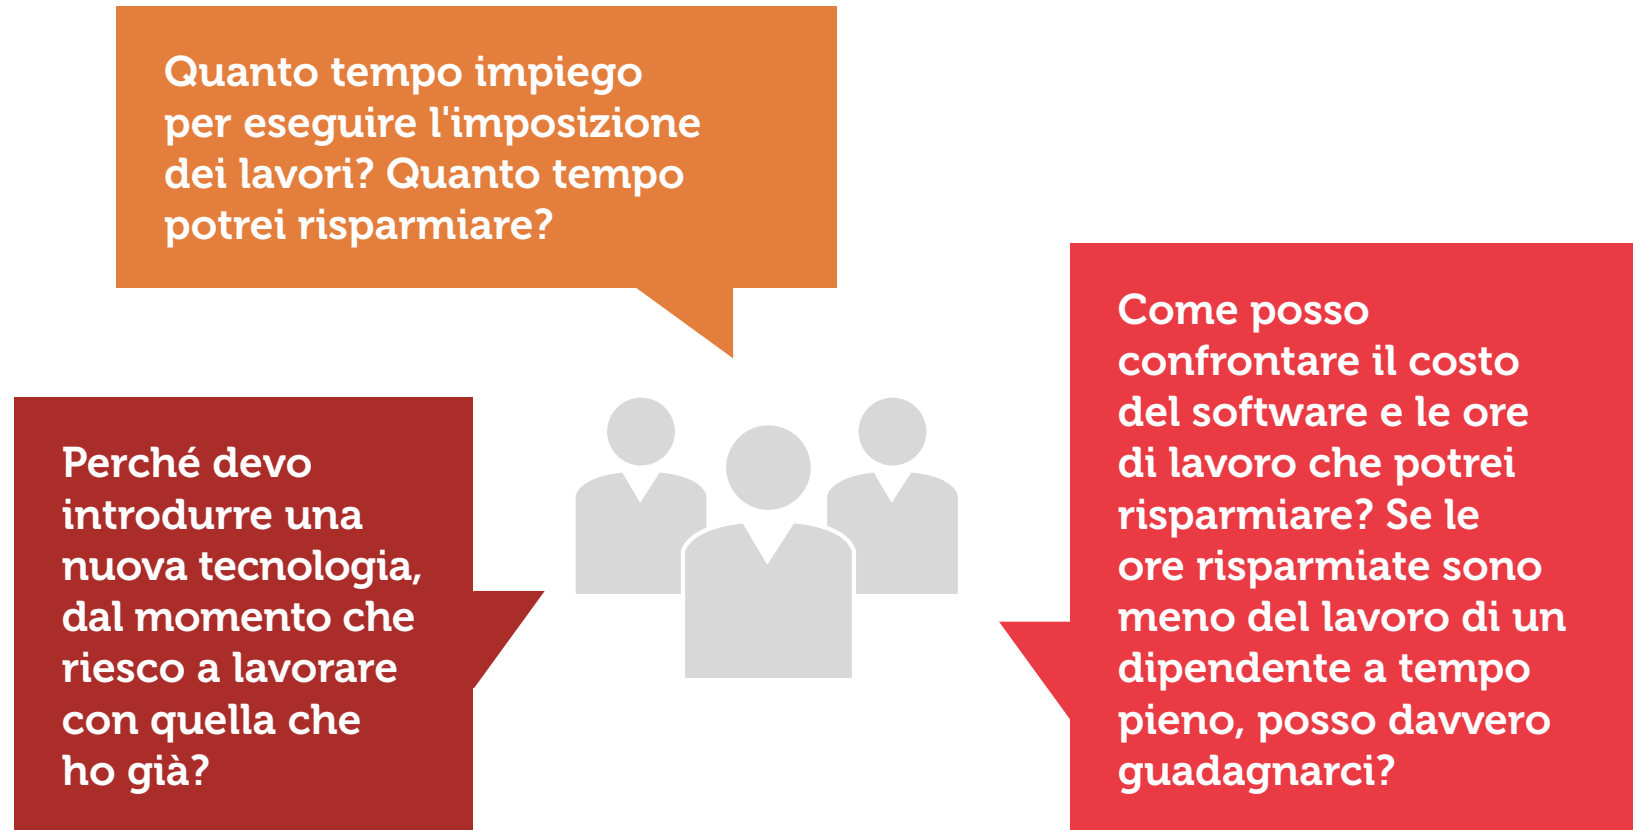 Quanto tempo impiego
per eseguire l'imposizione
dei lavori? Quanto tempo
potrei risparmiare?
Perché devo
introdurre una
nuova tecnologia,
dal momento che
riesco a lavorare
con quella che
ho già?
Come posso
confrontare il costo
del software e le ore
di lavoro che potrei
risparmiare? Se le
ore risparmiate sono
meno del lavoro di un
dipendente a tempo
pieno, posso davvero
guadagnarci?